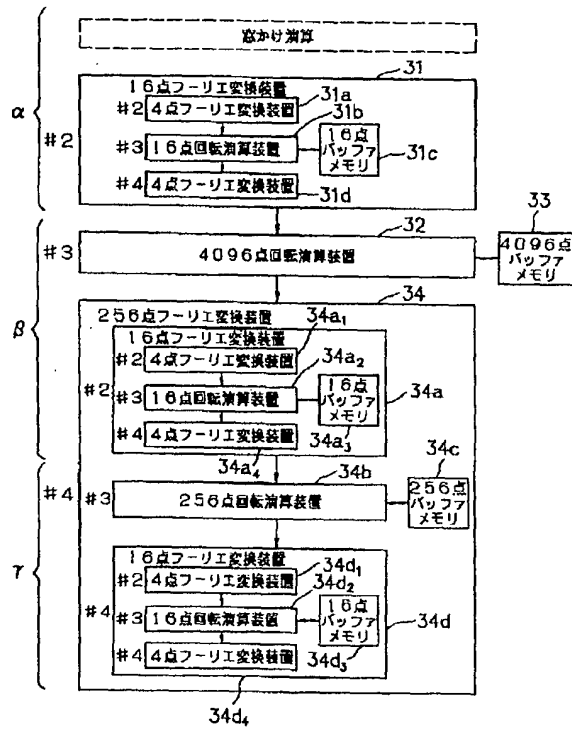 α
窓かけ演算
31
16点フーリエ変換装置
#2
#2 4点フーリエ変換装置
31a
31b
#3 16点回転演算装置
16点
バッファ
メモリ
31c
#4 4点フーリエ変換装置
31d
β
32
#3
4096点回転演算装置
33
4096点
バッファ
メモリ
34
256点フーリエ変換装置
16点フーリエ変換装置
34a1
#2
#2 4点フーリエ変換装置
34a2
#3 16点回転演算装置
16点
バッファ
メモリ
34a
#4 4点フーリエ変換装置
34a3
34a4
34b
34c
γ
#4
#3
256点回転演算装置
256点
バッファ
メモリ
16点フーリエ変換装置
34d1
#2 4点フーリエ変換装置
34d2
#4
#3 16点回転演算装置
16点
バッファ
メモリ
34d
#4 4点フーリエ変換装置
34d3
34d4